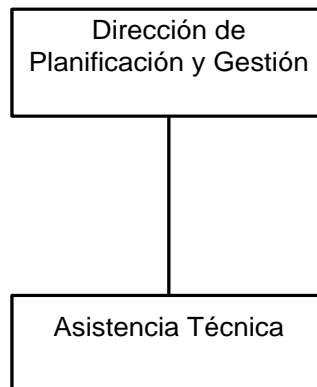 Dirección de
Planificación y Gestión
Asistencia Técnica